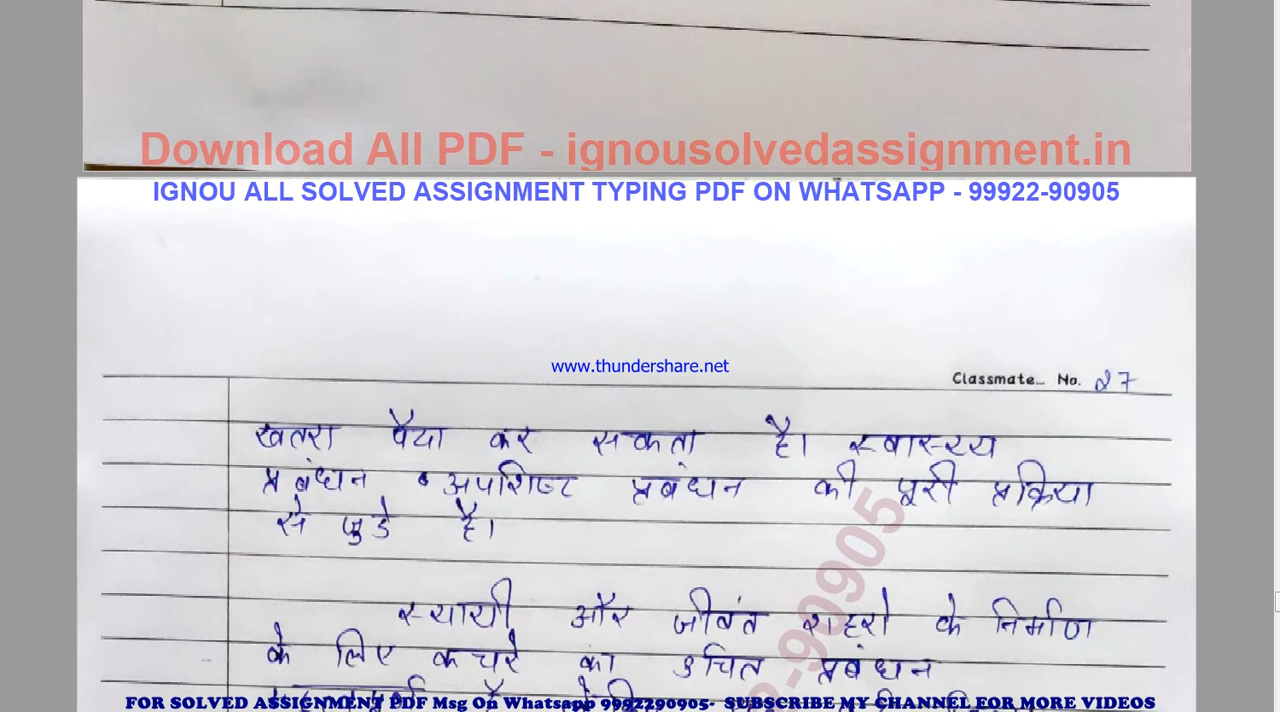 Download All PDF - ignousolvedassignment.in
IGNOU ALL SOLVED ASSIGNMENT TYPING PDF ON WHATSAPP - 99922-90905
www.thundershare.net
Classmate... No. 27
खतरा पैदा कर सकता है। स्वास्थ्य
प्रबंधन अपशिष्ट प्रबंधन की पूरी प्रक्रिया
से जुडे है।
स्थायी और जीवंत शहरो के निर्माण
के लिए कचरे का उचित प्रबंधन
FOR SOLVED ASSIGNMENT PDF Msg On Whatsapp 9992290905- SUBSCRIBE MY CHANNEL FOR MORE VIDEOS